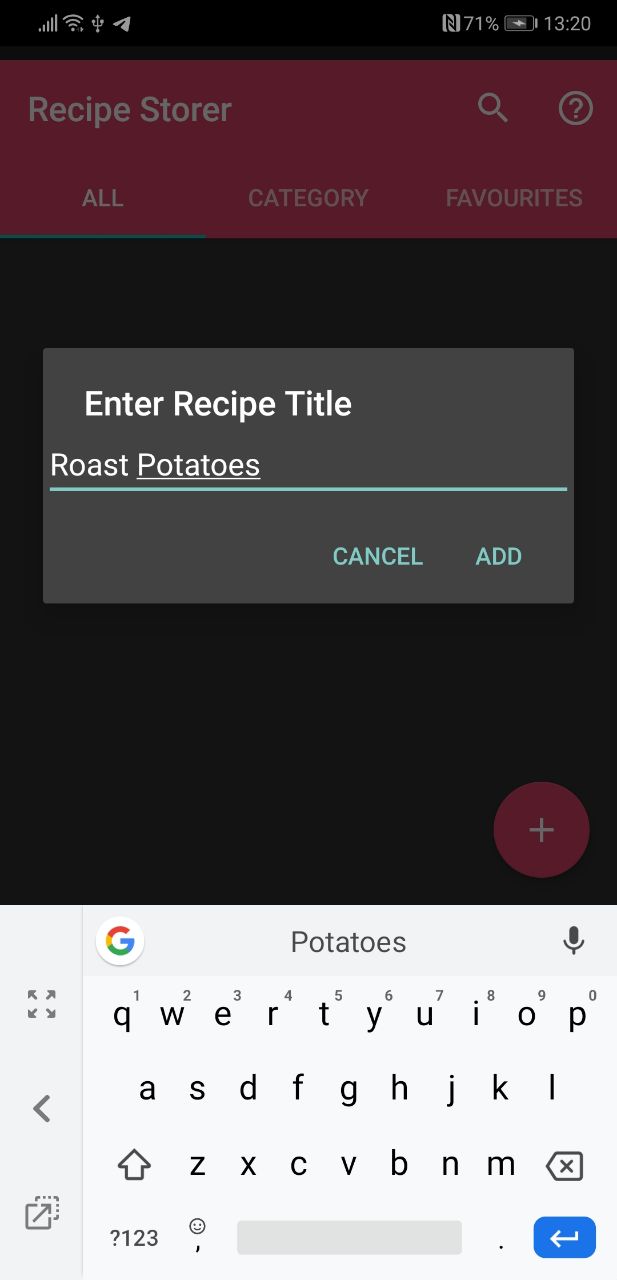 71% 13:20
Recipe Storer
ALL CATEGORY FAVOURITES
Enter Recipe Title
Roast Potatoes
CANCEL ADD
+
G Potatoes
1 2 3 4 5 6 7 8 9 0
q w e r t y u i o p
a s d f g h j k l
z x c v b n m
?123 , .